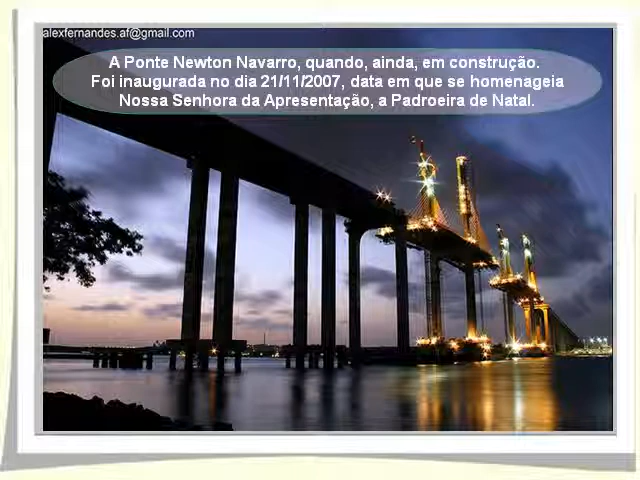 alexfernandes.af@gmail.com
A Ponte Newton Navarro, quando, ainda, em construção.
Foi inaugurada no dia 21/11/2007, data em que se homenageia
Nossa Senhora da Apresentação, a Padroeira de Natal.